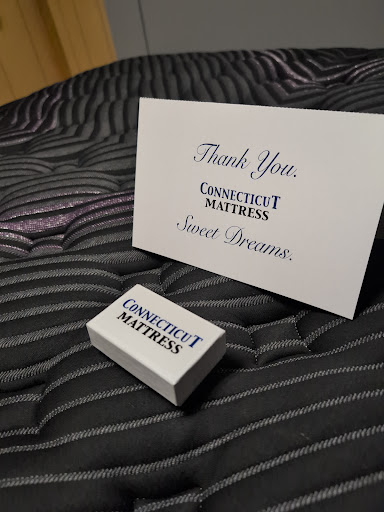 Thank You.
CONNECTICUT
MATTRESS
Sweet Dreams.
CONNECTICUT
MATTRESS